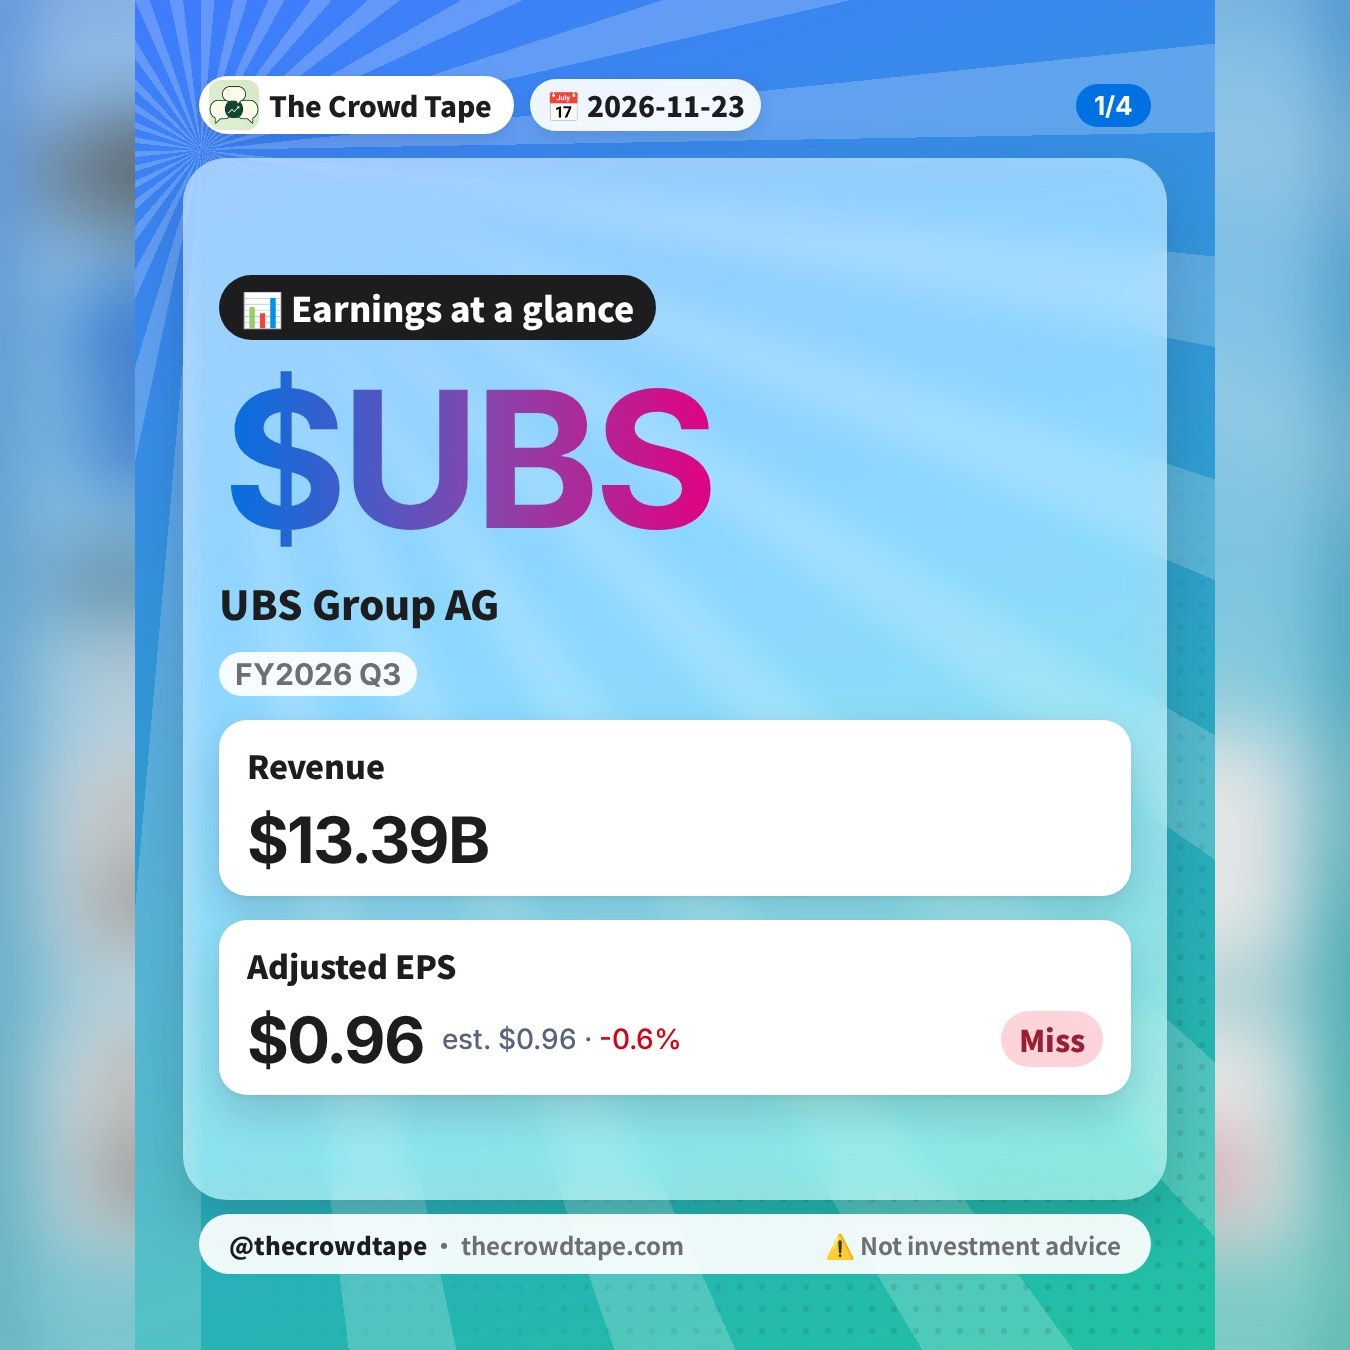 The Crowd Tape
2026-11-23
1/4
Earnings at a glance
$UBS
UBS Group AG
FY2026 Q3
Revenue
$13.39B
Adjusted EPS
$0.96 est. $0.96 · -0.6% Miss
@thecrowdtape • thecrowdtape.com
Not investment advice